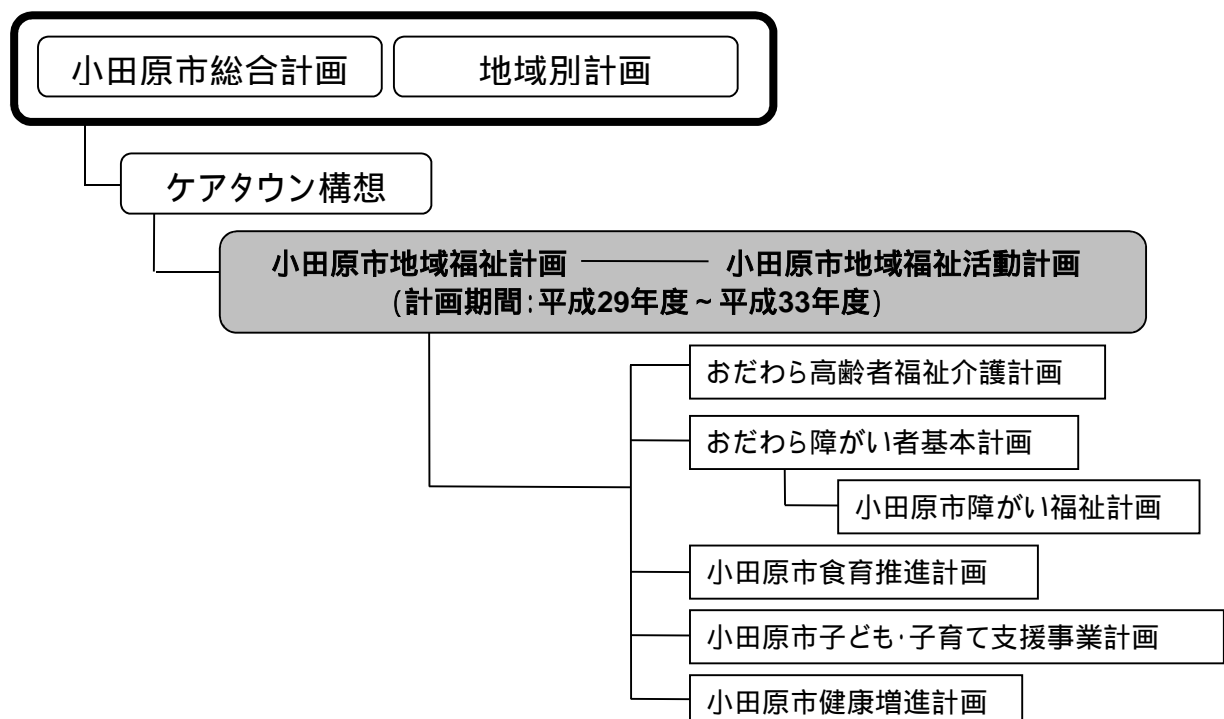 小田原市総合計画 地域別計画
ケアタウン構想
小田原市地域福祉計画 ――― 小田原市地域福祉活動計画
(計画期間:平成29年度~平成33年度)
おだわら高齢者福祉介護計画
おだわら障がい者基本計画
小田原市障がい福祉計画
小田原市食育推進計画
小田原市子ども・子育て支援事業計画
小田原市健康増進計画